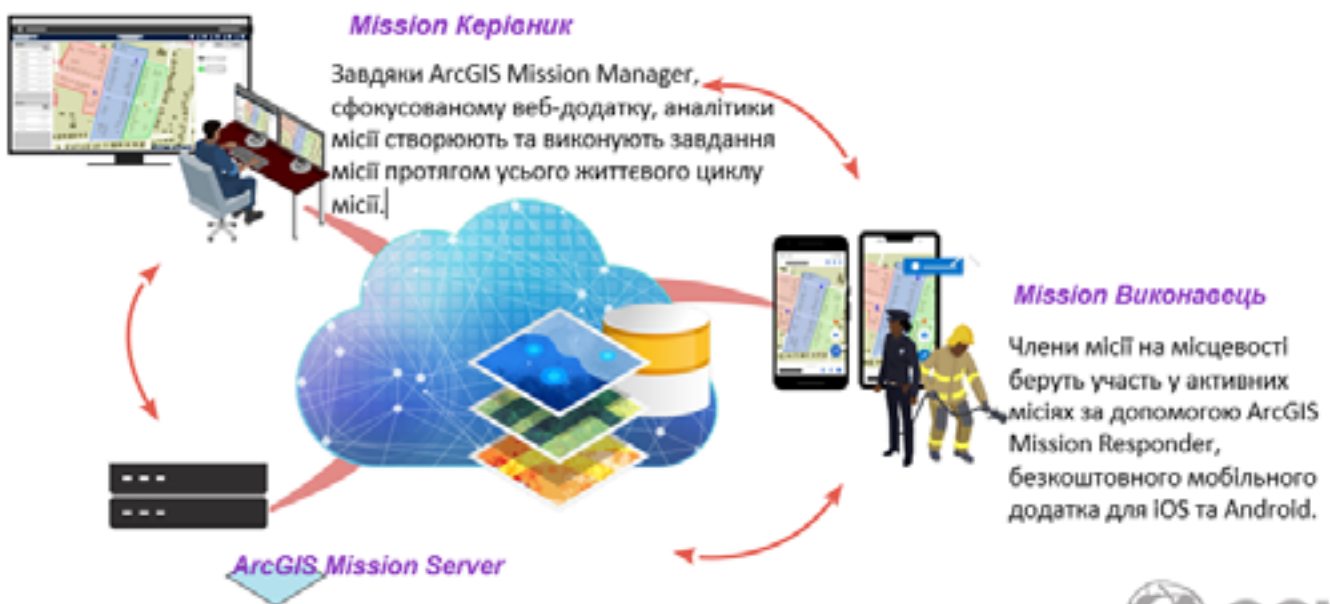 Mission Керівник
Завдяки ArcGIS Mission Manager,
сфокусованому веб-додатку, аналітики
місії створюють та виконують завдання
місії протягом усього життєвого циклу
місії.
Mission Виконавець
Члени місії на місцевості
беруть участь у активних
місіях за допомогою ArcGIS
Mission Responder,
безкоштовного мобільного
додатка для iOS та Android.
ArcGIS Mission Server